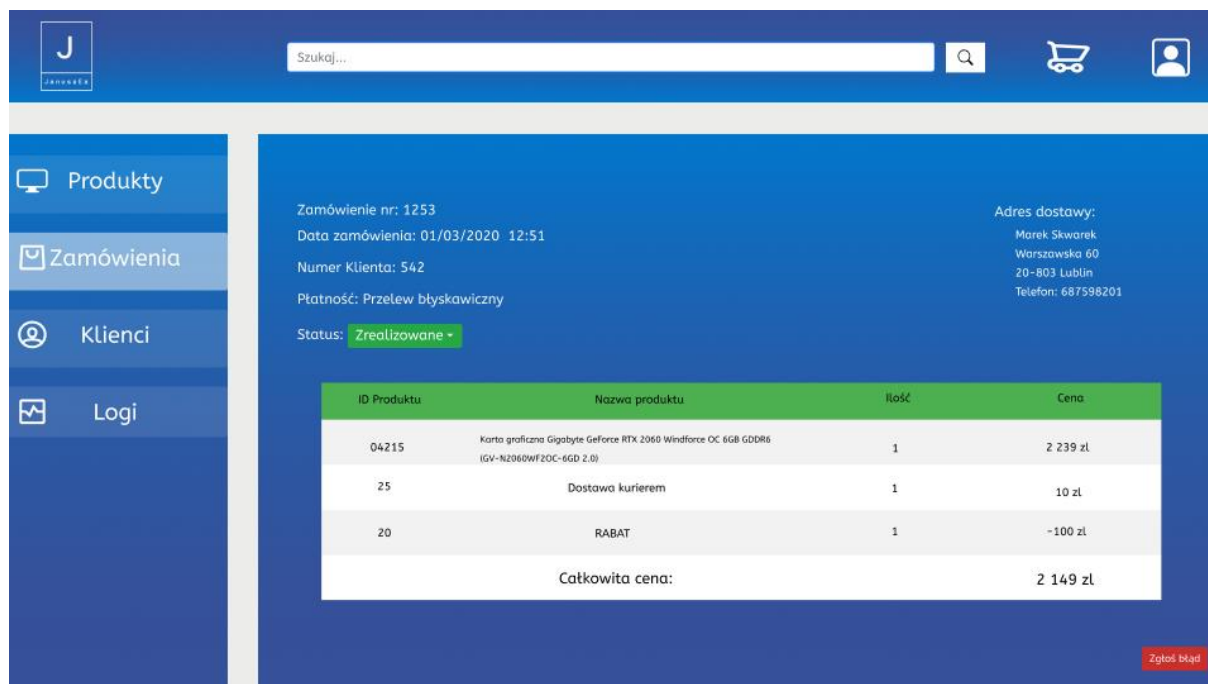 J
JanuszEx
Szukaj...
Produkty
Zamówienia
Klienci
Logi
Zamówienie nr: 1253
Data zamówienia: 01/03/2020 12:51
Numer Klienta: 542
Płatność: Przelew błyskawiczny
Status: Zrealizowane
Adres dostawy:
Marek Skwarek
Warszawska 60
20-803 Lublin
Telefon: 687598201
ID Produktu Nazwa produktu Ilość Cena
04215 Karta graficzna Gigabyte GeForce RTX 2060 Windforce OC 6GB GDDR6 1 2 239 zl
(GV-N2060WF2OC-6GD 2.0)
25 Dostawa kurierem 1 10 zl
20 RABAT 1 -100 zl
Całkowita cena: 2 149 zl
Zgłoś błąd